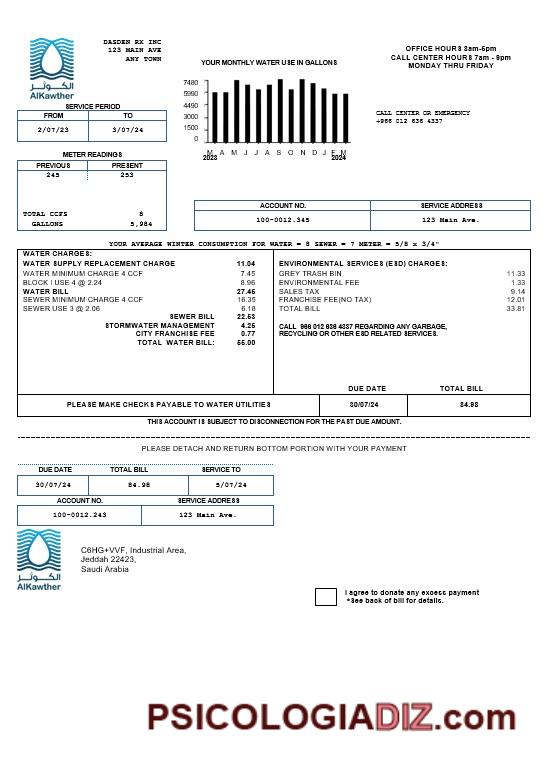 DASDEN RX INC
123 MAIN AVE
ANY TOWN
الكوثر
AlKawther
YOUR MONTHLY WATER USE IN GALLONS
7480
5990
4490
3000
1500
0
M A M J J A S O N D J F M
2023 2024
OFFICE HOURS 8am-5pm
CALL CENTER HOURS 7am - 9pm
MONDAY THRU FRIDAY
CALL CENTER OR EMERGENCY
+966 012 636 4337
SERVICE PERIOD
FROM TO
2/07/23 3/07/24
METER READINGS
PREVIOUS PRESENT
245 253
TOTAL CCFS 8
GALLONS 5,984
ACCOUNT NO. SERVICE ADDRESS
100-0012.345 123 Main Ave.
YOUR AVERAGE WINTER CONSUMPTION FOR WATER = 8 SEWER = 7 METER = 5/8 x 3/4"
WATER CHARGES:
WATER SUPPLY REPLACEMENT CHARGE 11.04
WATER MINIMUM CHARGE 4 CCF 7.45
BLOCK I USE 4 @ 2.24 8.96
WATER BILL 27.45
SEWER MINIMUM CHARGE 4 CCF 16.35
SEWER USE 3 @ 2.06 6.18
SEWER BILL 22.53
STORMWATER MANAGEMENT 4.25
CITY FRANCHISE FEE 0.77
TOTAL WATER BILL: 55.00
ENVIRONMENTAL SERVICES (ESD) CHARGES:
GREY TRASH BIN 11.33
ENVIRONMENTAL FEE 1.33
SALES TAX 9.14
FRANCHISE FEE(NO TAX) 12.01
TOTAL BILL 33.81
CALL 966 012 636 4337 REGARDING ANY GARBAGE,
RECYCLING OR OTHER ESD RELATED SERVICES.
DUE DATE TOTAL BILL
PLEASE MAKE CHECKS PAYABLE TO WATER UTILITIES 30/07/24 84.98
THIS ACCOUNT IS SUBJECT TO DISCONNECTION FOR THE PAST DUE AMOUNT.
PLEASE DETACH AND RETURN BOTTOM PORTION WITH YOUR PAYMENT
DUE DATE TOTAL BILL SERVICE TO
30/07/24 84.98 5/07/24
ACCOUNT NO. SERVICE ADDRESS
100-0012.243 123 Main Ave.
الكوثر
AlKawther
C6HG+VVF, Industrial Area,
Jeddah 22423,
Saudi Arabia
I agree to donate any excess payment
*See back of bill for details.
PSICOLOGIADIZ.com